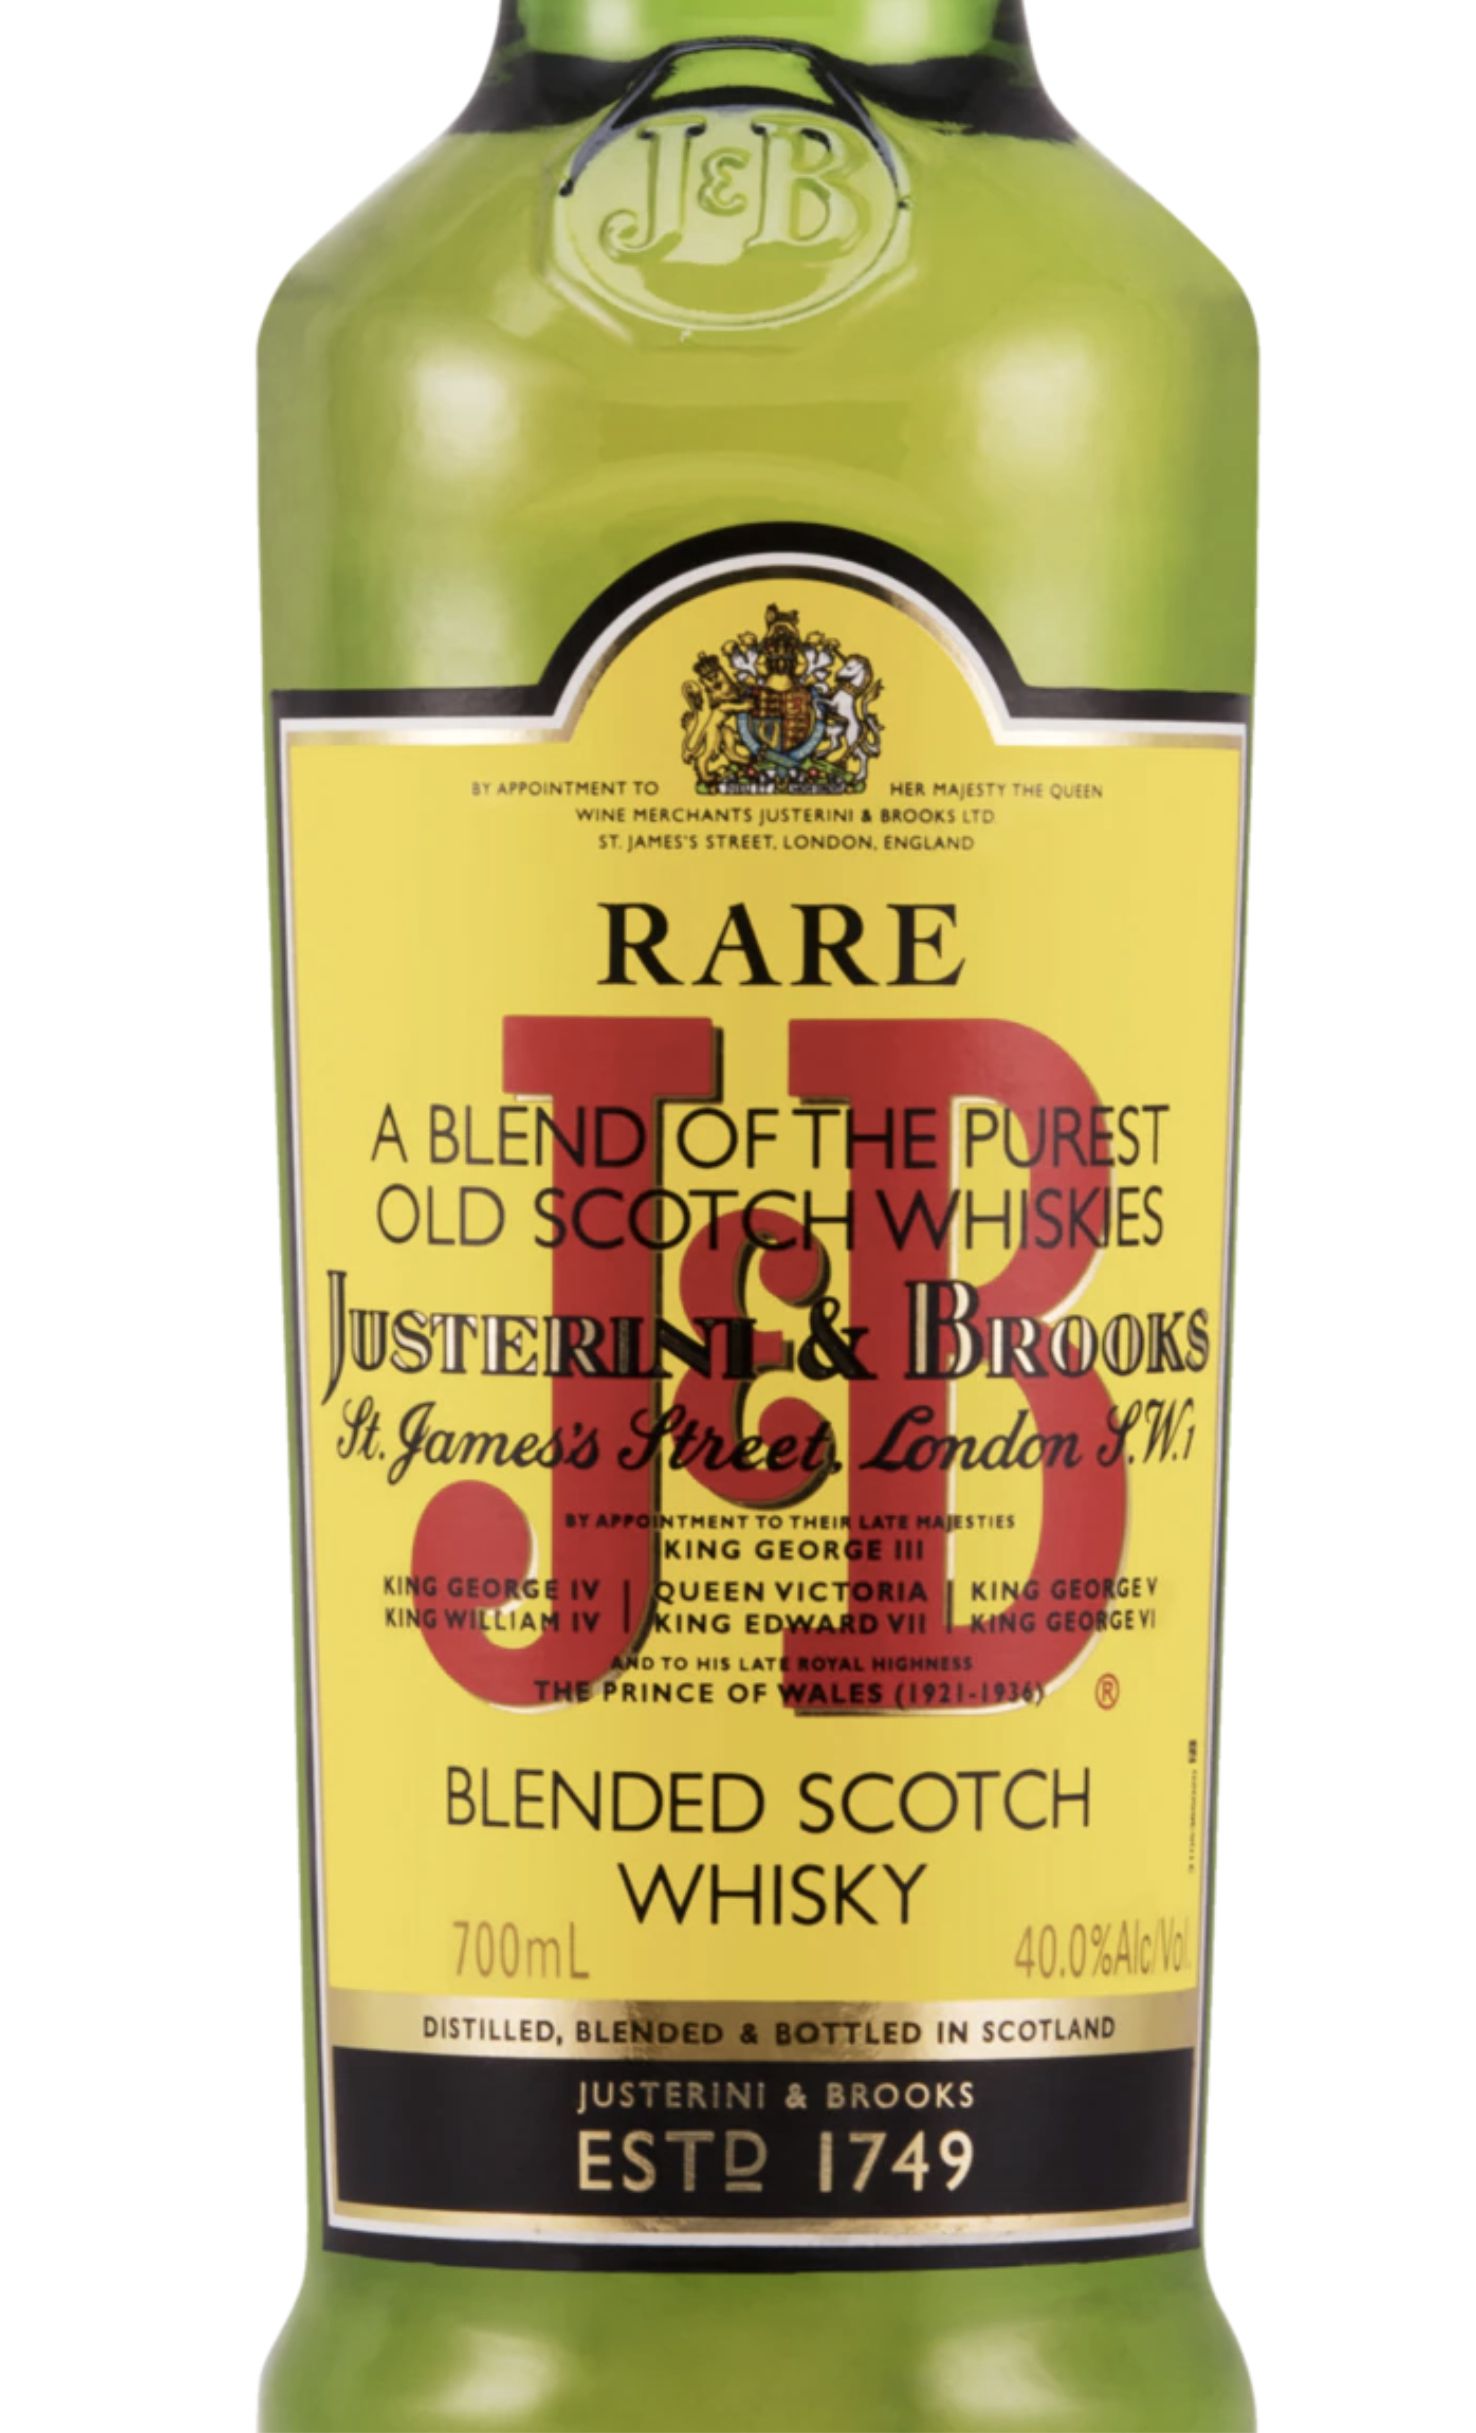 J&B
BY APPOINTMENT TO HER MAJESTY THE QUEEN
WINE MERCHANTS JUSTERINI & BROOKS LTD
ST. JAMES'S STREET, LONDON, ENGLAND
RARE
J&B
A BLEND OF THE PUREST
OLD SCOTCH WHISKIES
JUSTERINI & BROOKS
St. James's Street, London S.W.1
BY APPOINTMENT TO THEIR LATE MAJESTIES
KING GEORGE III
KING GEORGE IV | QUEEN VICTORIA | KING GEORGE V
KING WILLIAM IV | KING EDWARD VII | KING GEORGE VI
AND TO HIS LATE ROYAL HIGHNESS
THE PRINCE OF WALES (1921-1936) ®
BLENDED SCOTCH
WHISKY
700mL 40.0%Alc/Vol.
DISTILLED, BLENDED & BOTTLED IN SCOTLAND
JUSTERINI & BROOKS
ESTD 1749